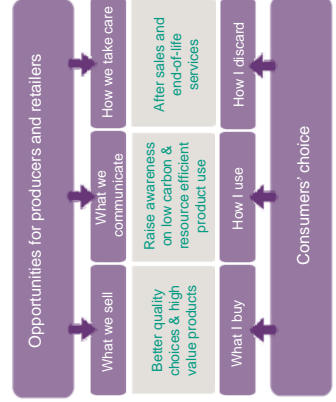 Opportunities for producers and retailers
What we sell
What we
communicate
How we take care
Better quality
choices & high
value products
Raise awareness
on low carbon &
resource efficient
product use
After sales and
end-of-life
services
What I buy
How I use
How I discard
Consumers' choice